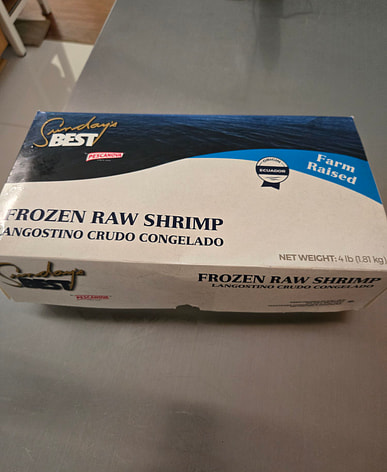 Sunday's
BEST
PESCANOVA
ECUADOR
Farm
Raised
FROZEN RAW SHRIMP
LANGOSTINO CRUDO CONGELADO
NET WEIGHT: 4 lb (1.81 kg)
Sunday's
BEST
PESCANOVA
FROZEN RAW SHRIMP
LANGOSTINO CRUDO CONGELADO